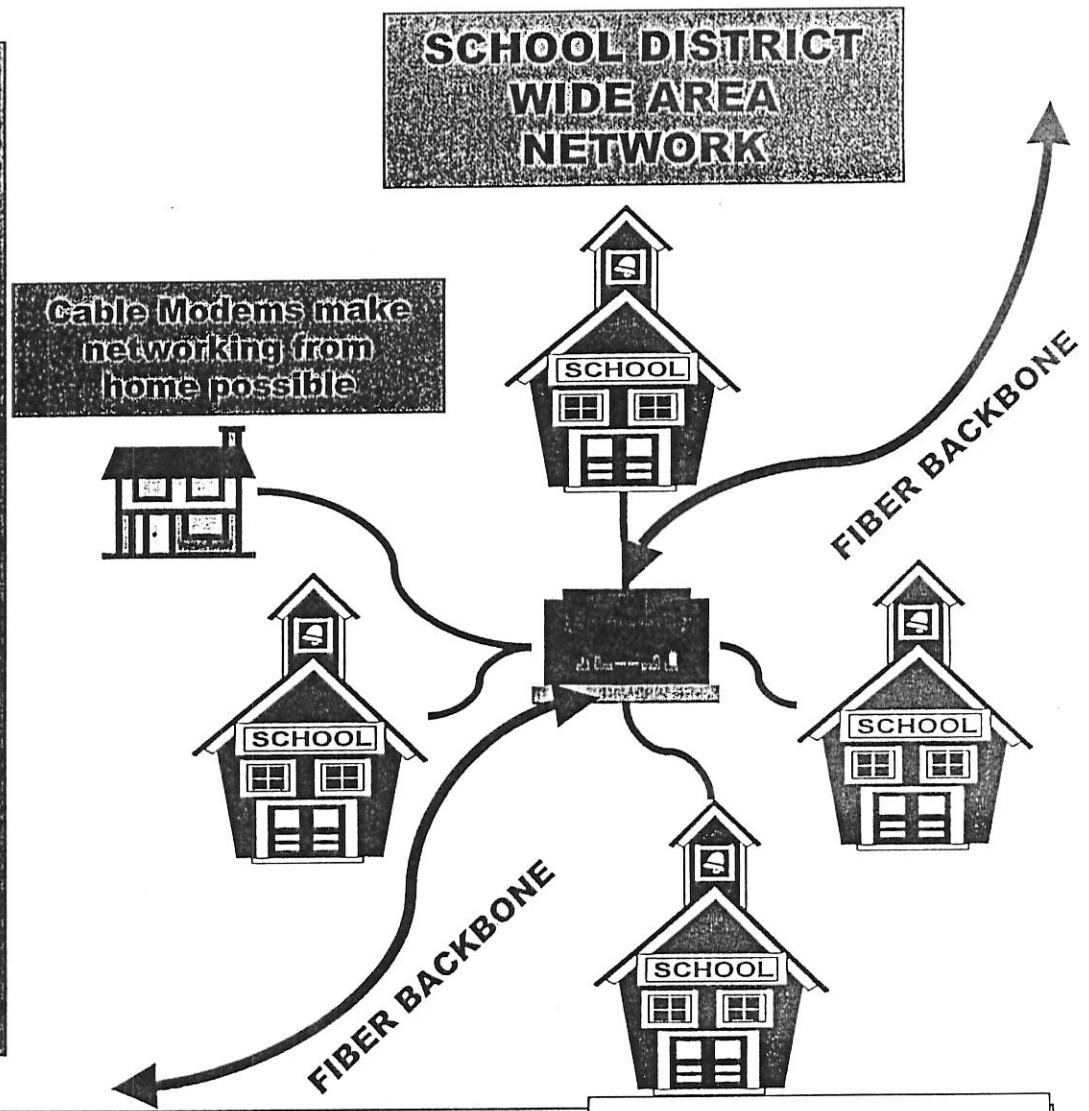 SCHOOL DISTRICT
WIDE AREA
NETWORK
Cable Modems make
networking from
home possible
SCHOOL
FIBER BACKBONE
SCHOOL
SCHOOL
SCHOOL
FIBER BACKBONE